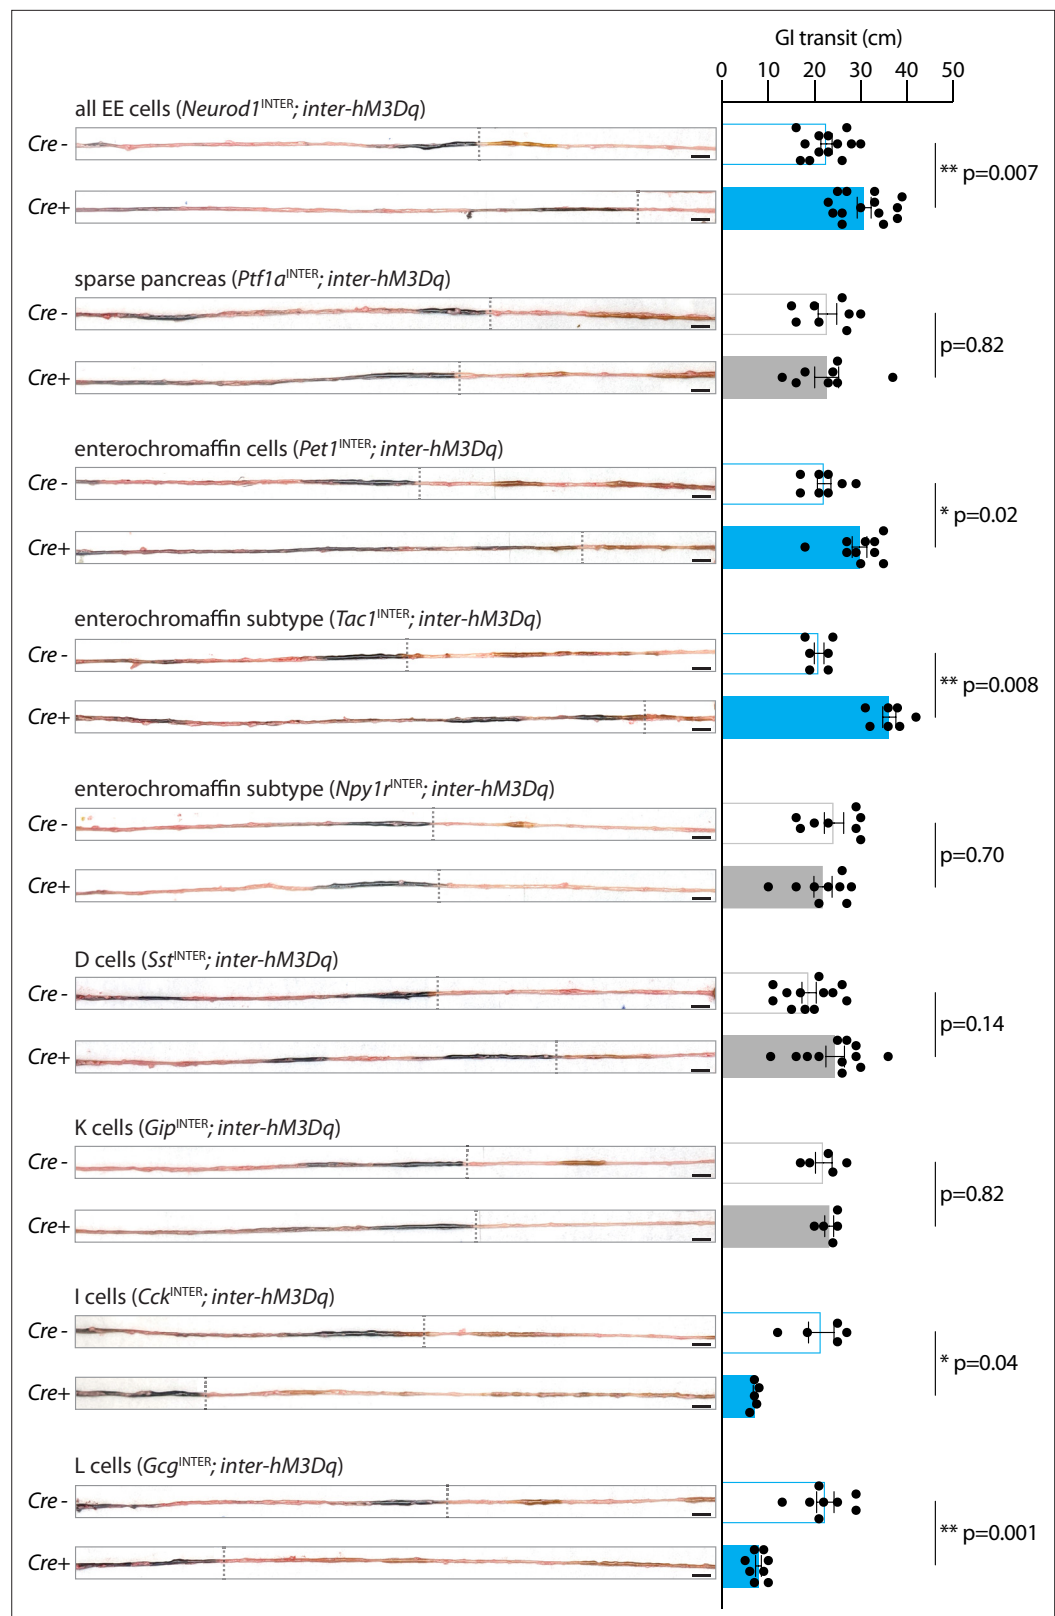 GI transit (cm)
0 10 20 30 40 50
all EE cells (Neurod1INTER; inter-hM3Dq)
Cre -
Cre+
** p=0.007
sparse pancreas (Ptf1aINTER; inter-hM3Dq)
Cre -
Cre+
p=0.82
enterochromaffin cells (Pet1INTER; inter-hM3Dq)
Cre -
Cre+
* p=0.02
enterochromaffin subtype (Tac1INTER; inter-hM3Dq)
Cre -
Cre+
** p=0.008
enterochromaffin subtype (Npy1rINTER; inter-hM3Dq)
Cre -
Cre+
p=0.70
D cells (SstINTER; inter-hM3Dq)
Cre -
Cre+
p=0.14
K cells (GipINTER; inter-hM3Dq)
Cre -
Cre+
p=0.82
I cells (CckINTER; inter-hM3Dq)
Cre -
Cre+
* p=0.04
L cells (GcgINTER; inter-hM3Dq)
Cre -
Cre+
** p=0.001